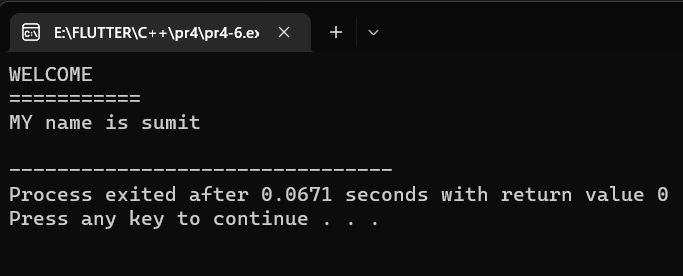 E:\FLUTTER\C++\pr4\pr4-6.ex
WELCOME
===========
MY name is sumit
--------------------------------
Process exited after 0.0671 seconds with return value 0
Press any key to continue . . .